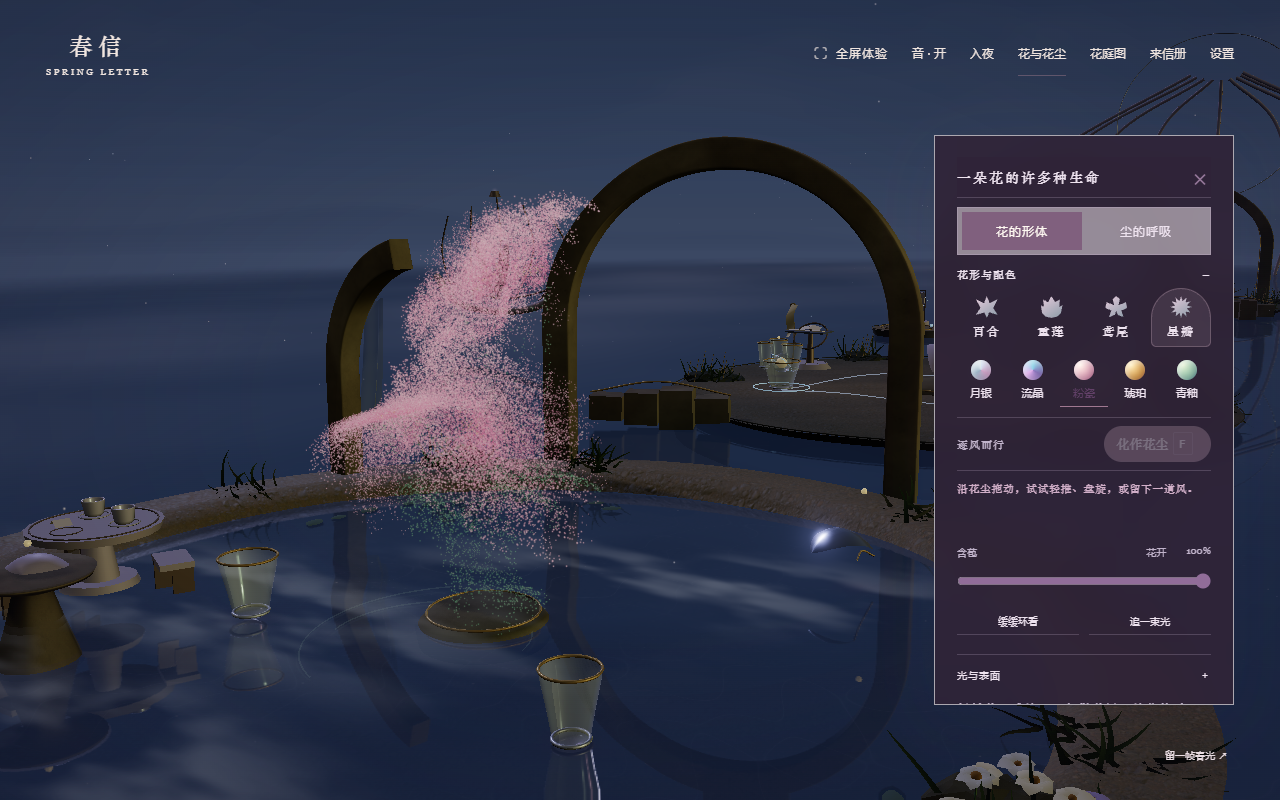 春信
SPRING LETTER
全屏体验 音·开 入夜 花与花尘 花庭图 来信册 设置
一朵花的许多种生命
花的形体 尘的呼吸
花形与配色
百合 重莲 鸢尾 星瓣
月银 流晶 粉瓷 琥珀 青釉
逐风而行 化作花尘 F
沿花尘拖动，试试轻推、盘旋，或留下一道风。
含苞 花开 100%
缓缓环看 追一束光
光与表面
留一帧春光 ↗